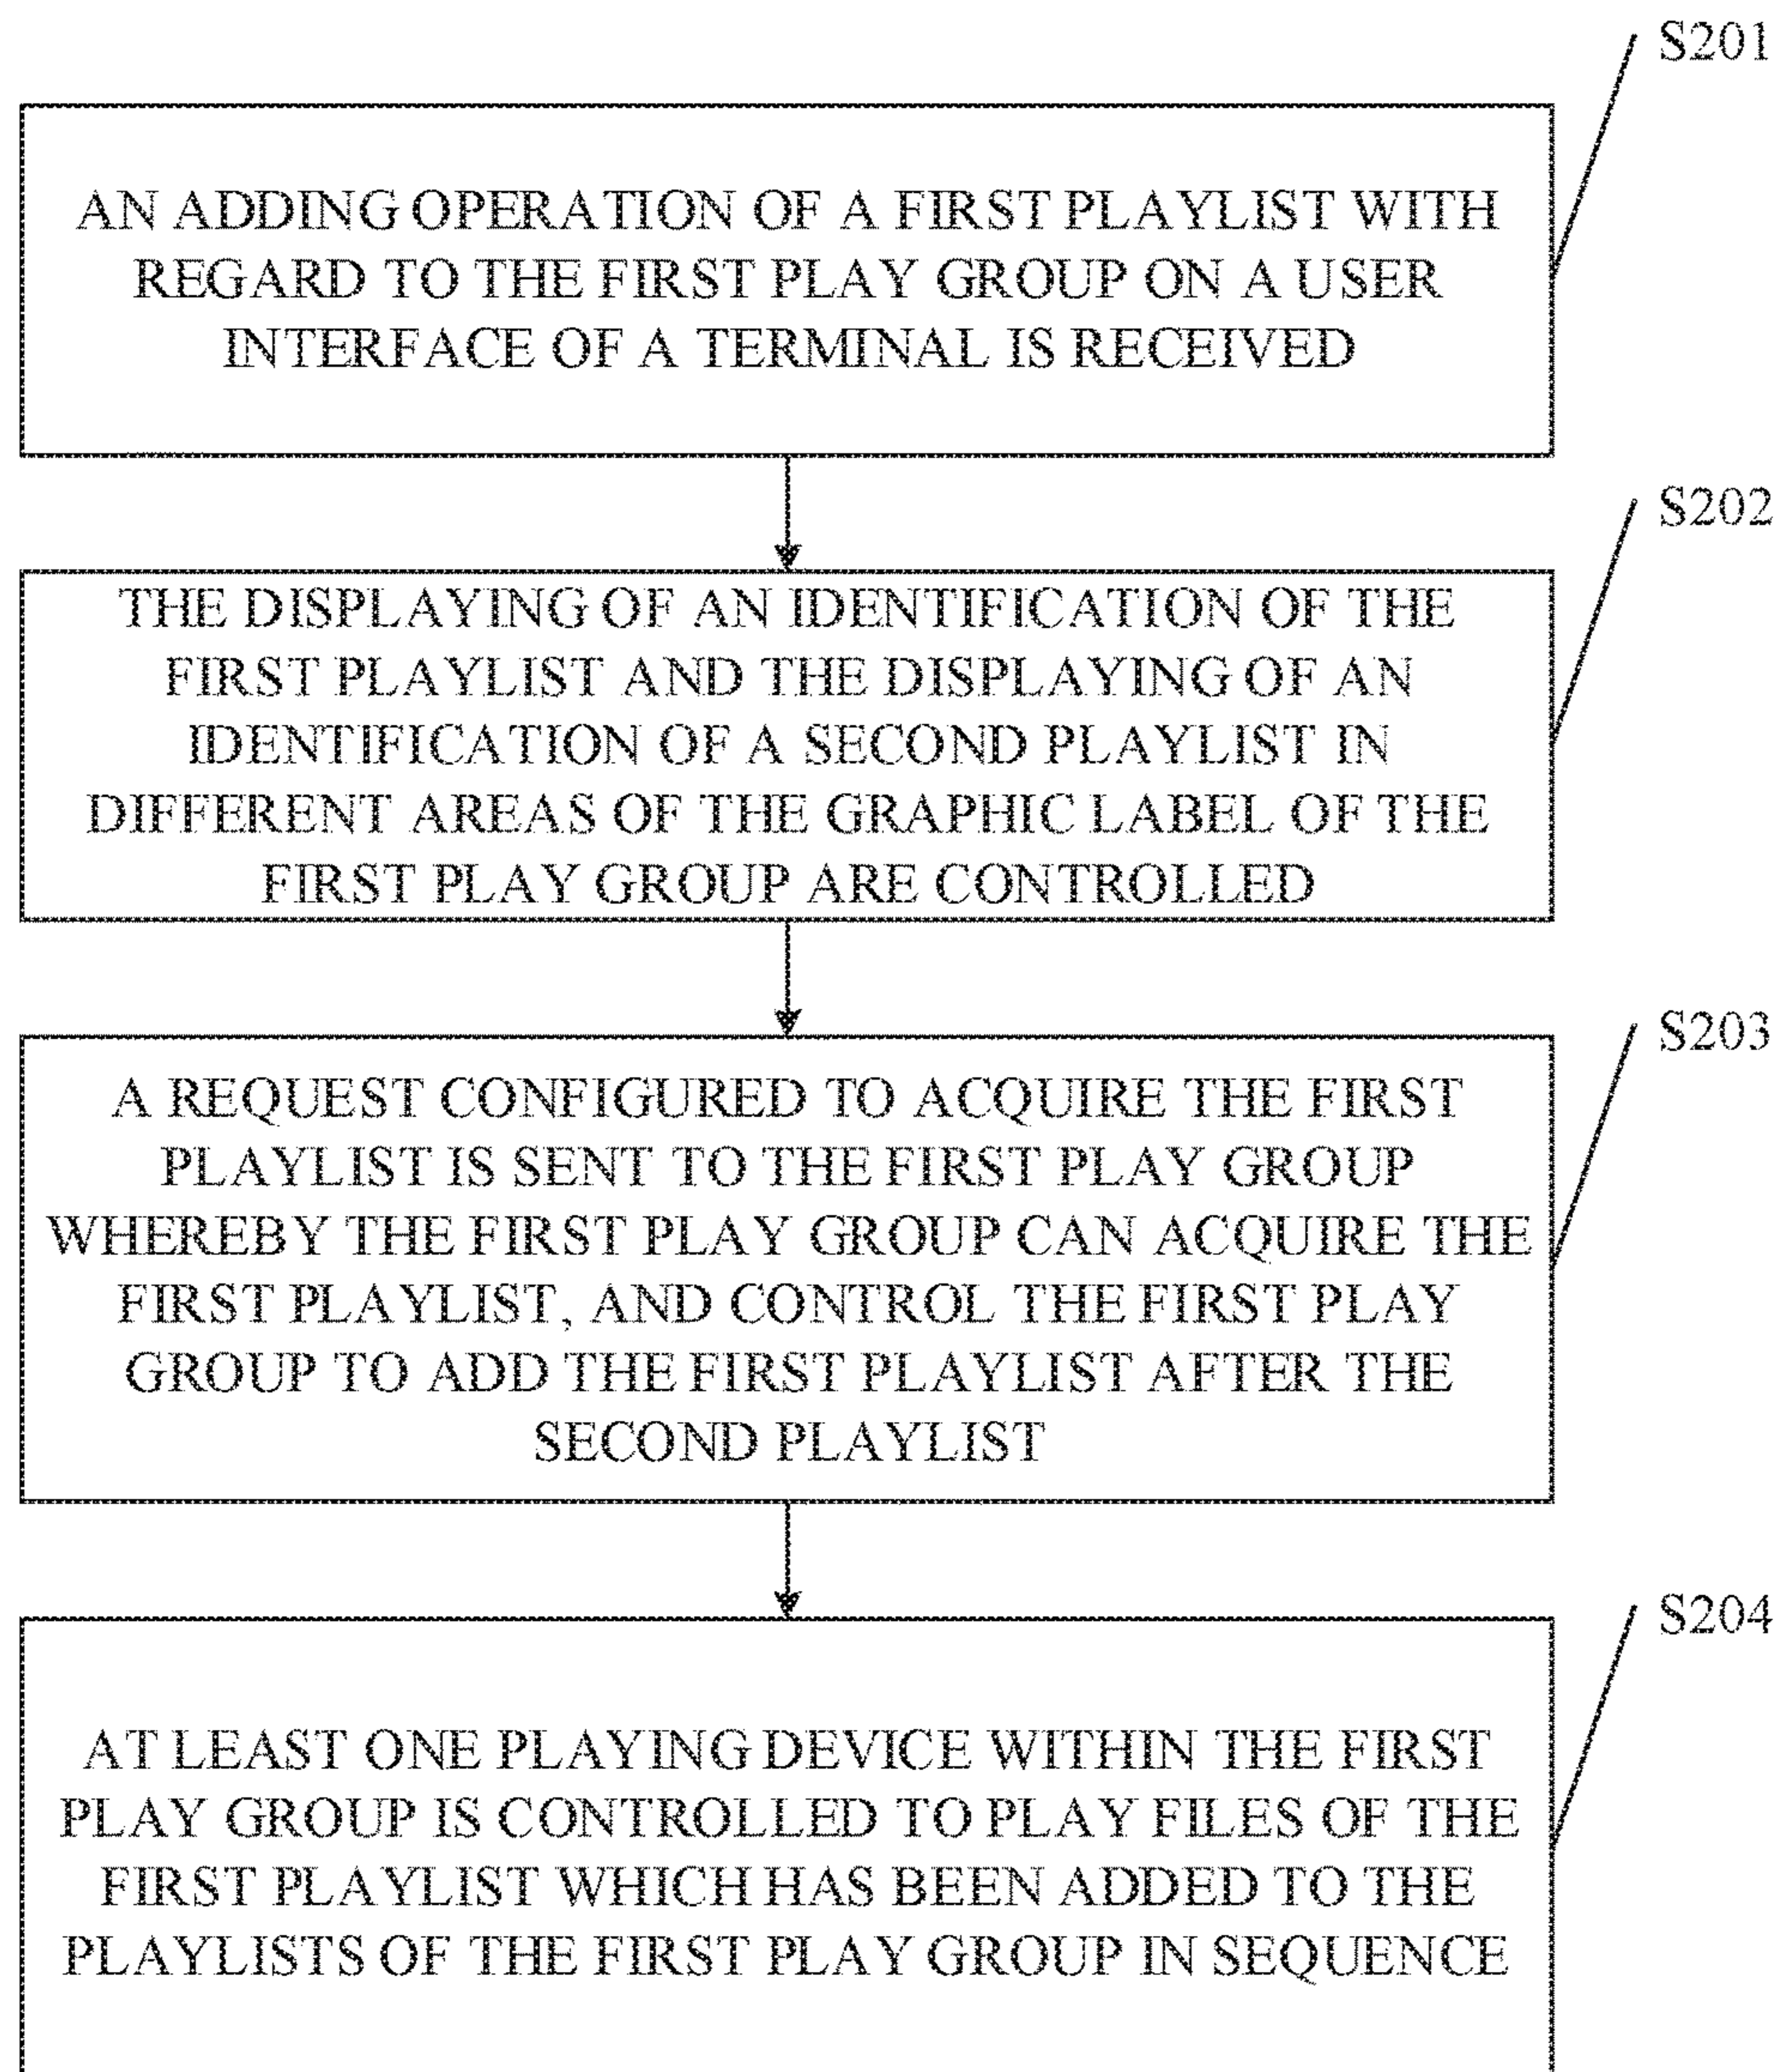 S201
AN ADDING OPERATION OF A FIRST PLAYLIST WITH
REGARD TO THE FIRST PLAY GROUP ON A USER
INTERFACE OF A TERMINAL IS RECEIVED
S202
THE DISPLAYING OF AN IDENTIFICATION OF THE
FIRST PLAYLIST AND THE DISPLAYING OF AN
IDENTIFICATION OF A SECOND PLAYLIST IN
DIFFERENT AREAS OF THE GRAPHIC LABEL OF THE
FIRST PLAY GROUP ARE CONTROLLED
S203
A REQUEST CONFIGURED TO ACQUIRE THE FIRST
PLAYLIST IS SENT TO THE FIRST PLAY GROUP
WHEREBY THE FIRST PLAY GROUP CAN ACQUIRE THE
FIRST PLAYLIST, AND CONTROL THE FIRST PLAY
GROUP TO ADD THE FIRST PLAYLIST AFTER THE
SECOND PLAYLIST
S204
AT LEAST ONE PLAYING DEVICE WITHIN THE FIRST
PLAY GROUP IS CONTROLLED TO PLAY FILES OF THE
FIRST PLAYLIST WHICH HAS BEEN ADDED TO THE
PLAYLISTS OF THE FIRST PLAY GROUP IN SEQUENCE